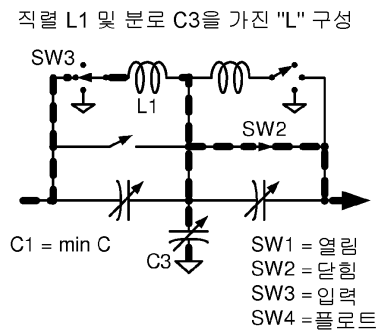 직렬 L1 및 분로 C3을 가진 "L" 구성
SW3
L1
SW2
C1 = min C
C3
SW1 = 열림
SW2 = 닫힘
SW3 = 입력
SW4 = 플로트